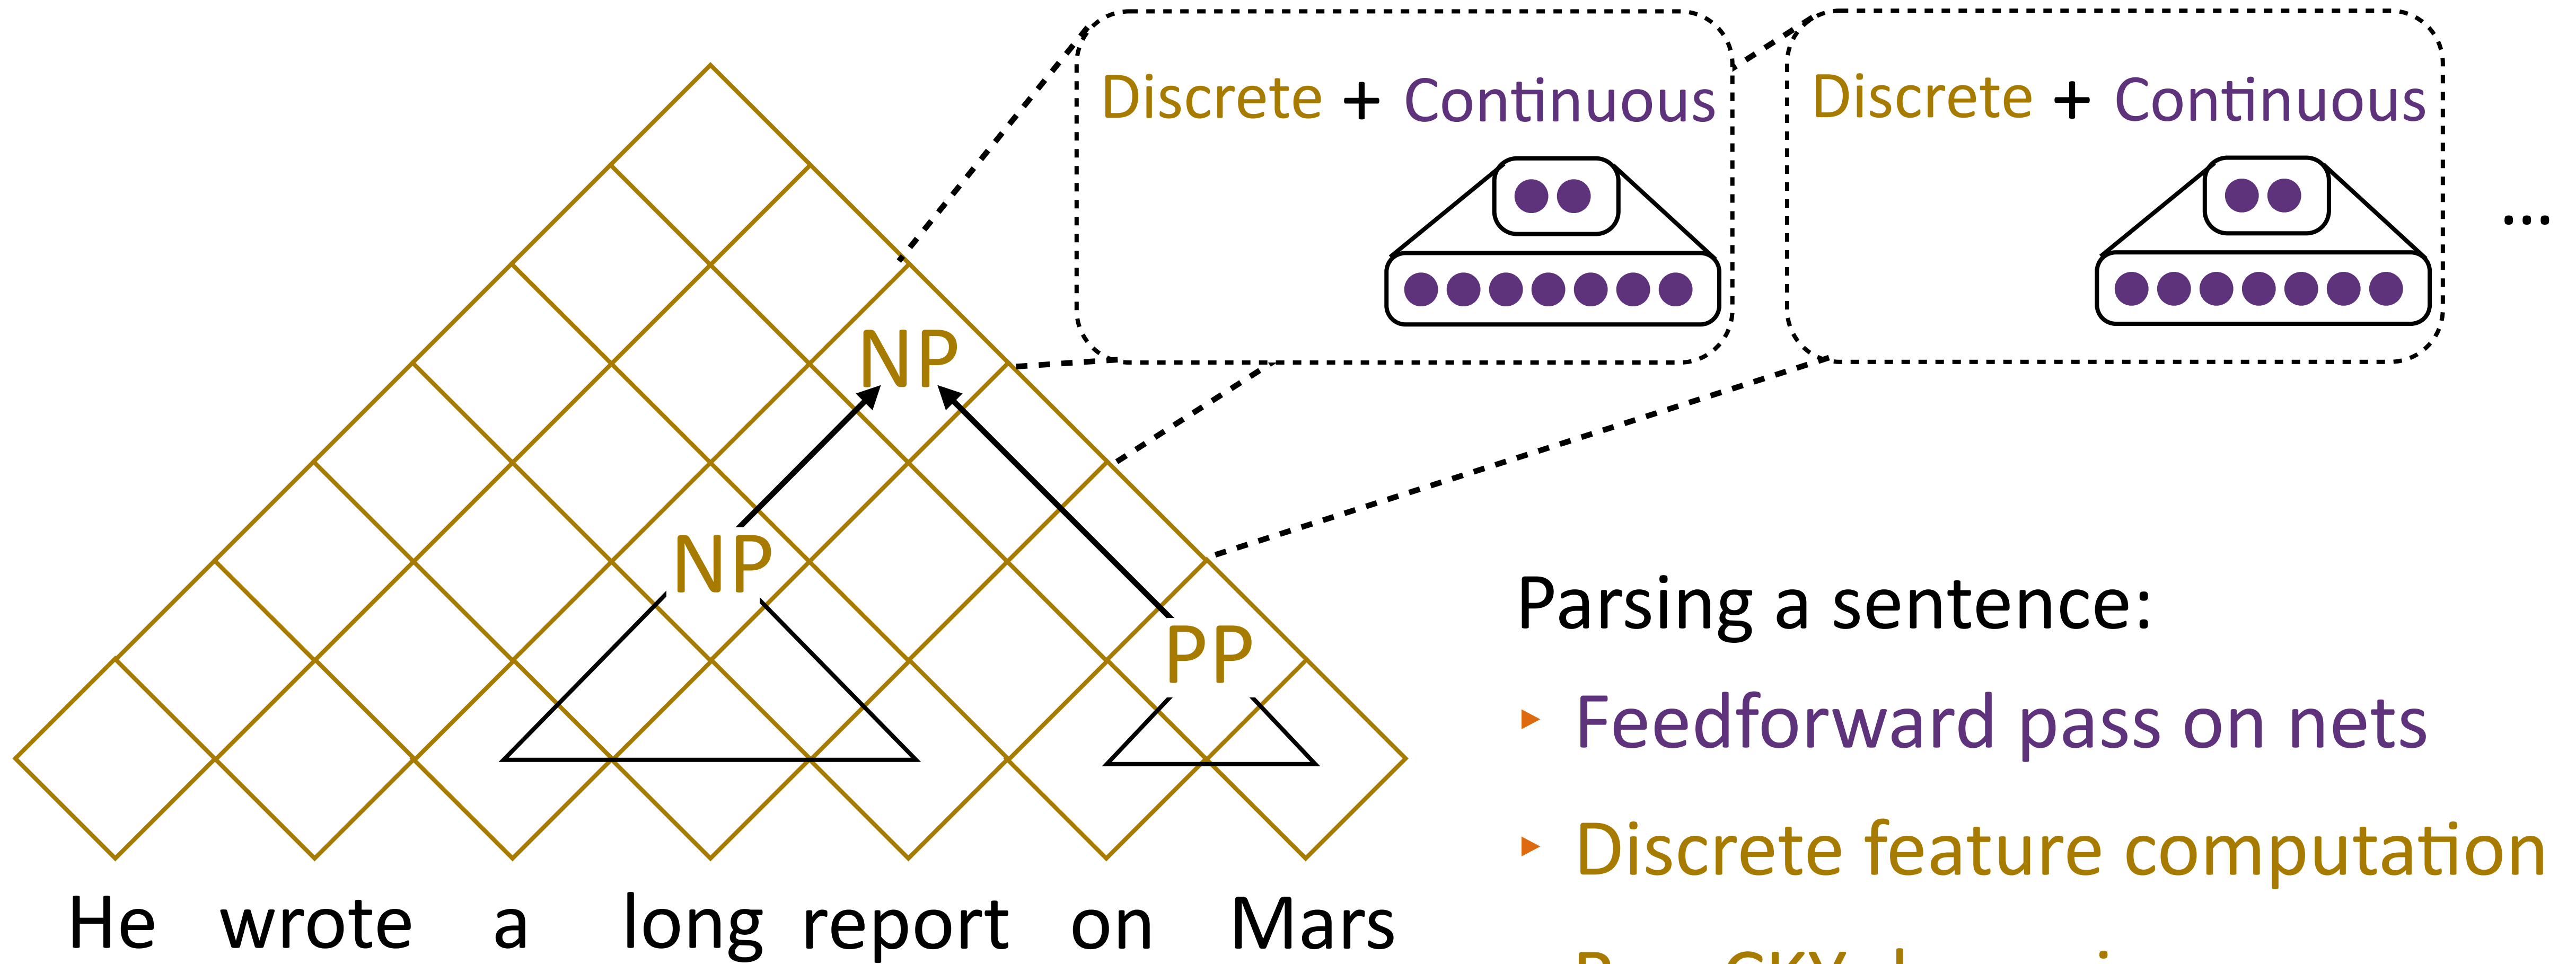 Discrete + Continuous
Discrete + Continuous
...
NP
NP
PP
Parsing a sentence:
‣ Feedforward pass on nets
‣ Discrete feature computation
He wrote a long report on Mars